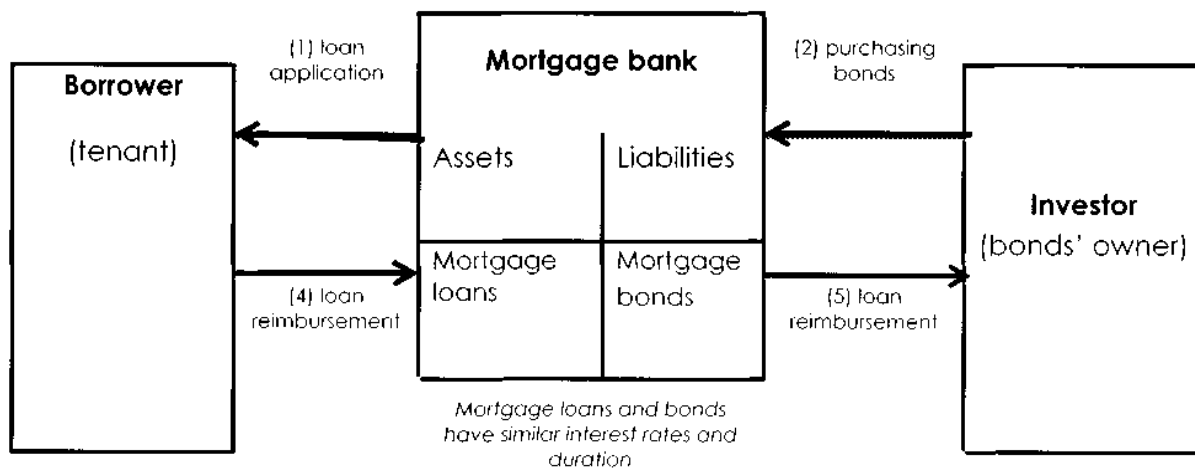 (1) loan
application
Borrower
(tenant)
(4) loan
reimbursement
Mortgage bank
Assets
Liabilities
Mortgage
loans
Mortgage
bonds
Mortgage loans and bonds
have similar interest rates and
duration
(2) purchasing
bonds
(5) loan
reimbursement
Investor
(bonds' owner)